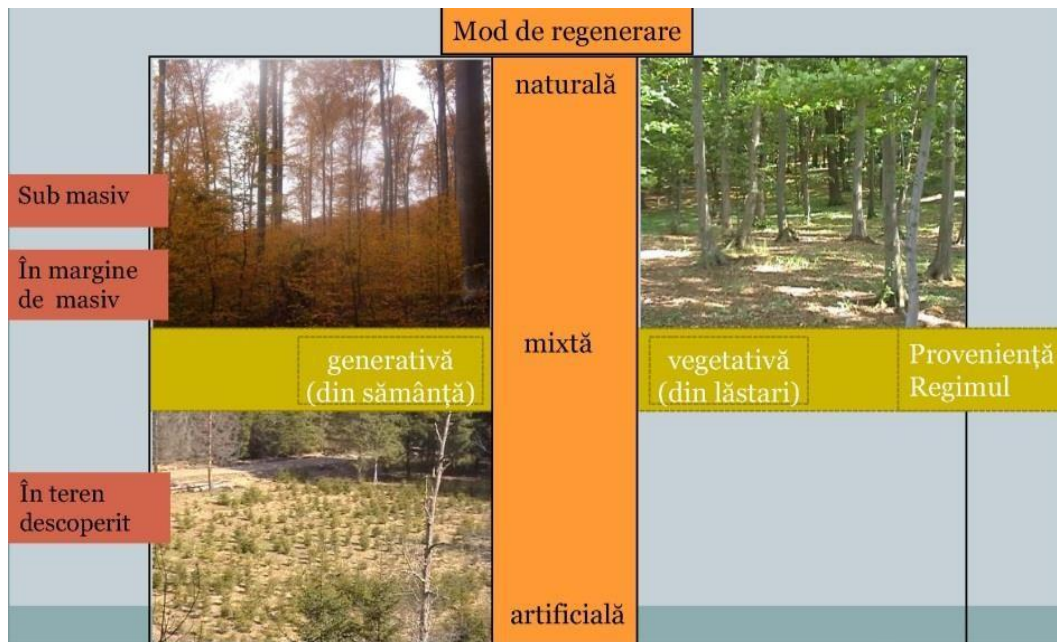 Mod de regenerare
naturală
Sub masiv
În margine
de masiv
mixtă
generativă
(din sămânță)
vegetativă
(din lăstari)
Proveniență
Regimul
În teren
descoperit
artificială